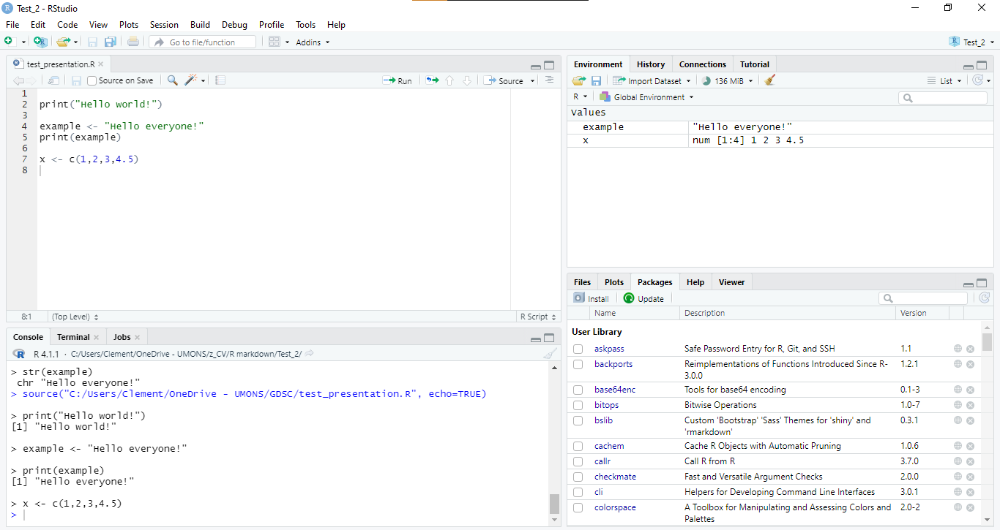 Test_2 - RStudio
File Edit Code View Plots Session Build Debug Profile Tools Help
Go to file/function Addins Test_2
test_presentation.R
Source on Save Run Source
1
2 print("Hello world!")
3
4 example <- "Hello everyone!"
5 print(example)
6
7 x <- c(1,2,3,4.5)
8
8:1 (Top Level) R Script
Console Terminal Jobs
R 4.1.1 · C:/Users/Clement/OneDrive - UMONS/z_CV/R markdown/Test_2/
> str(example)
chr "Hello everyone!"
> source("C:/Users/Clement/OneDrive - UMONS/GDSC/test_presentation.R", echo=TRUE)
> print("Hello world!")
[1] "Hello world!"
> example <- "Hello everyone!"
> print(example)
[1] "Hello everyone!"
> x <- c(1,2,3,4.5)
>
Environment History Connections Tutorial
Import Dataset 136 MiB List
R Global Environment
Values
example "Hello everyone!"
x num [1:4] 1 2 3 4.5
Files Plots Packages Help Viewer
Install Update
Name Description Version
User Library
askpass Safe Password Entry for R, Git, and SSH 1.1
backports Reimplementations of Functions Introduced Since R- 1.2.1
3.0.0
base64enc Tools for base64 encoding 0.1-3
bitops Bitwise Operations 1.0-7
bslib Custom 'Bootstrap' 'Sass' Themes for 'shiny' and 0.3.1
'rmarkdown'
cachem Cache R Objects with Automatic Pruning 1.0.6
callr Call R from R 3.7.0
checkmate Fast and Versatile Argument Checks 2.0.0
cli Helpers for Developing Command Line Interfaces 3.0.1
colorspace A Toolbox for Manipulating and Assessing Colors and 2.0-2
Palettes